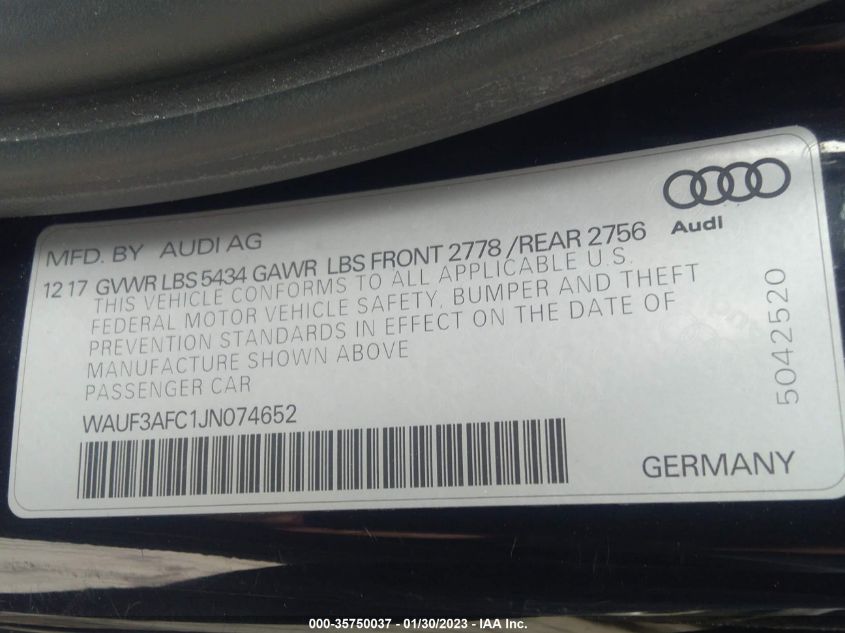 Audi
MFD. BY AUDI AG
12 17 GVWR LBS 5434 GAWR LBS FRONT 2778 /REAR 2756
THIS VEHICLE CONFORMS TO ALL APPLICABLE U.S.
FEDERAL MOTOR VEHICLE SAFETY, BUMPER AND THEFT
PREVENTION STANDARDS IN EFFECT ON THE DATE OF
MANUFACTURE SHOWN ABOVE
PASSENGER CAR
WAUF3AFC1JN074652
5042520
GERMANY
000-35750037 - 01/30/2023 - IAA Inc.